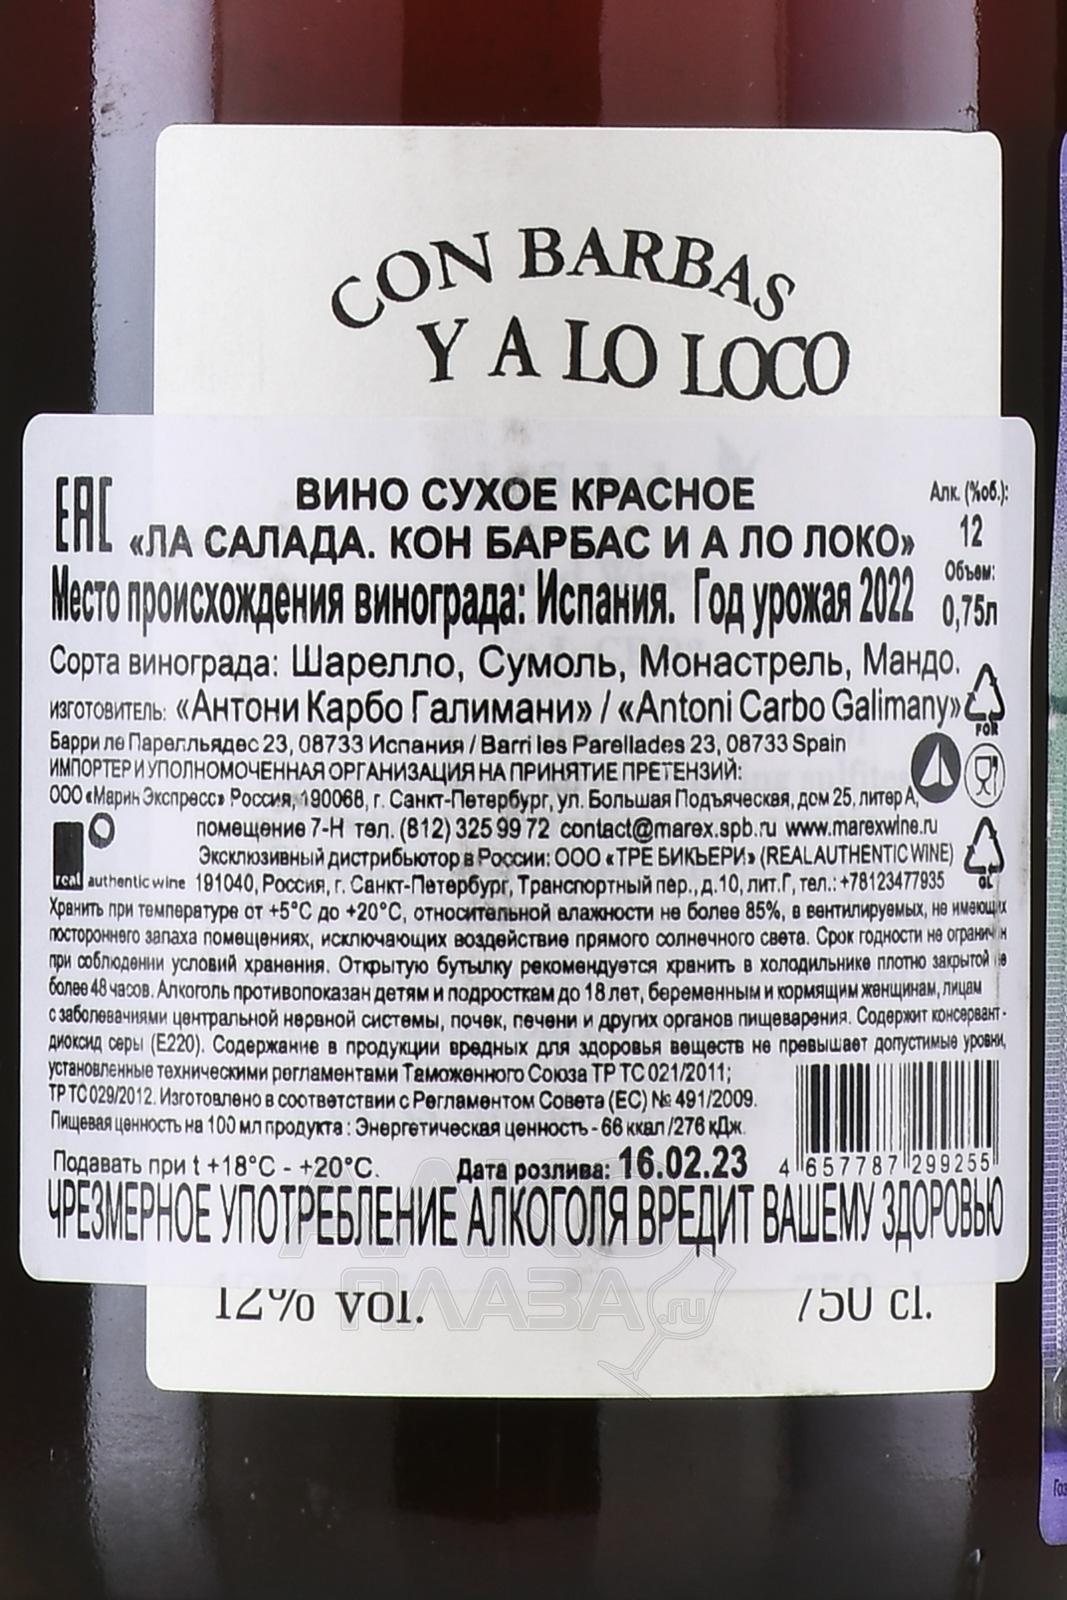 CON BARBAS
Y A LO LOCO
EAC
ВИНО СУХОЕ КРАСНОЕ
«ЛА САЛАДА. КОН БАРБАС И А ЛО ЛОКО»
Алк. (%об.):
12
Объем:
0,75л
Место происхождения винограда: Испания. Год урожая 2022
Сорта винограда: Шарелло, Сумоль, Монастрель, Мандо.
ИЗГОТОВИТЕЛЬ: «Антони Карбо Галимани» / «Antoni Carbo Galimany»
FOR
Барри ле Парелльядес 23, 08733 Испания / Barri les Parellades 23, 08733 Spain
ИМПОРТЕР И УПОЛНОМОЧЕННАЯ ОРГАНИЗАЦИЯ НА ПРИНЯТИЕ ПРЕТЕНЗИЙ:
ООО «Марин Экспресс» Россия, 190068, г. Санкт-Петербург, ул. Большая Подъяческая, дом 25, литер А,
помещение 7-Н тел. (812) 325 99 72 contact@marex.spb.ru www.marexwine.ru
Эксклюзивный дистрибьютор в России: ООО «ТРЕ БИКЬЕРИ» (REAL AUTHENTIC WINE)
real authentic wine 191040, Россия, г. Санкт-Петербург, Транспортный пер., д.10, лит.Г, тел.: +78123477935
GL
Хранить при температуре от +5°С до +20°С, относительной влажности не более 85%, в вентилируемых, не имеющих
постороннего запаха помещениях, исключающих воздействие прямого солнечного света. Срок годности не ограничен
при соблюдении условий хранения. Открытую бутылку рекомендуется хранить в холодильнике плотно закрытой не
более 48 часов. Алкоголь противопоказан детям и подросткам до 18 лет, беременным и кормящим женщинам, лицам
с заболеваниями центральной нервной системы, почек, печени и других органов пищеварения. Содержит консервант-
диоксид серы (Е220). Содержание в продукции вредных для здоровья веществ не превышает допустимые уровни,
установленные техническими регламентами Таможенного Союза ТР ТС 021/2011;
ТР ТС 029/2012. Изготовлено в соответствии с Регламентом Совета (ЕС) № 491/2009.
Пищевая ценность на 100 мл продукта : Энергетическая ценность - 66 ккал /276 кДж.
Подавать при t +18°С - +20°С. Дата розлива: 16.02.23
4 657787 299255
ЧРЕЗМЕРНОЕ УПОТРЕБЛЕНИЕ АЛКОГОЛЯ ВРЕДИТ ВАШЕМУ ЗДОРОВЬЮ
АЛКО
ПЛАЗА.ru
12% vol. 750 cl.